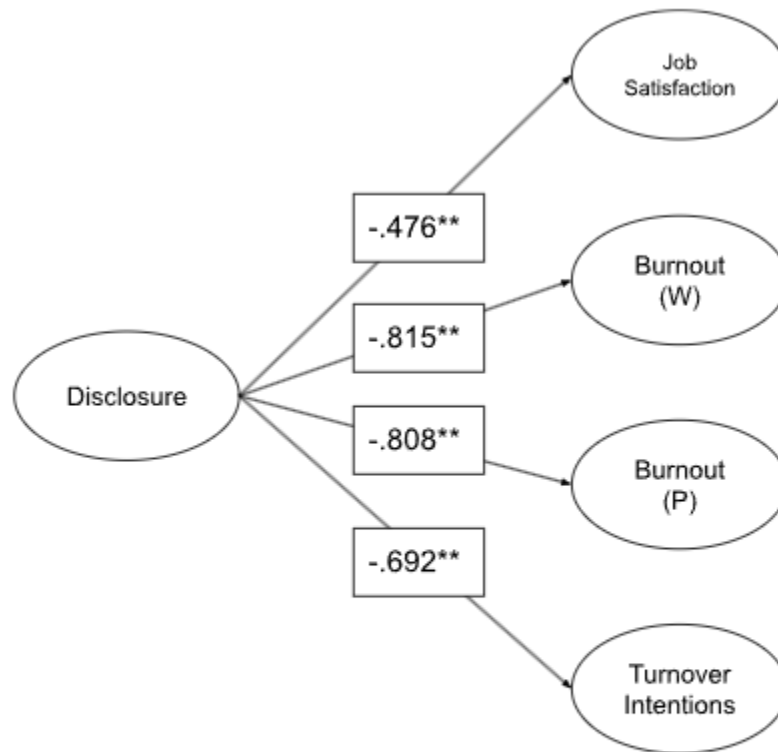 Job
Satisfaction
-.476**
Burnout
(W)
-.815**
Disclosure
-.808**
Burnout
(P)
-.692**
Turnover
Intentions